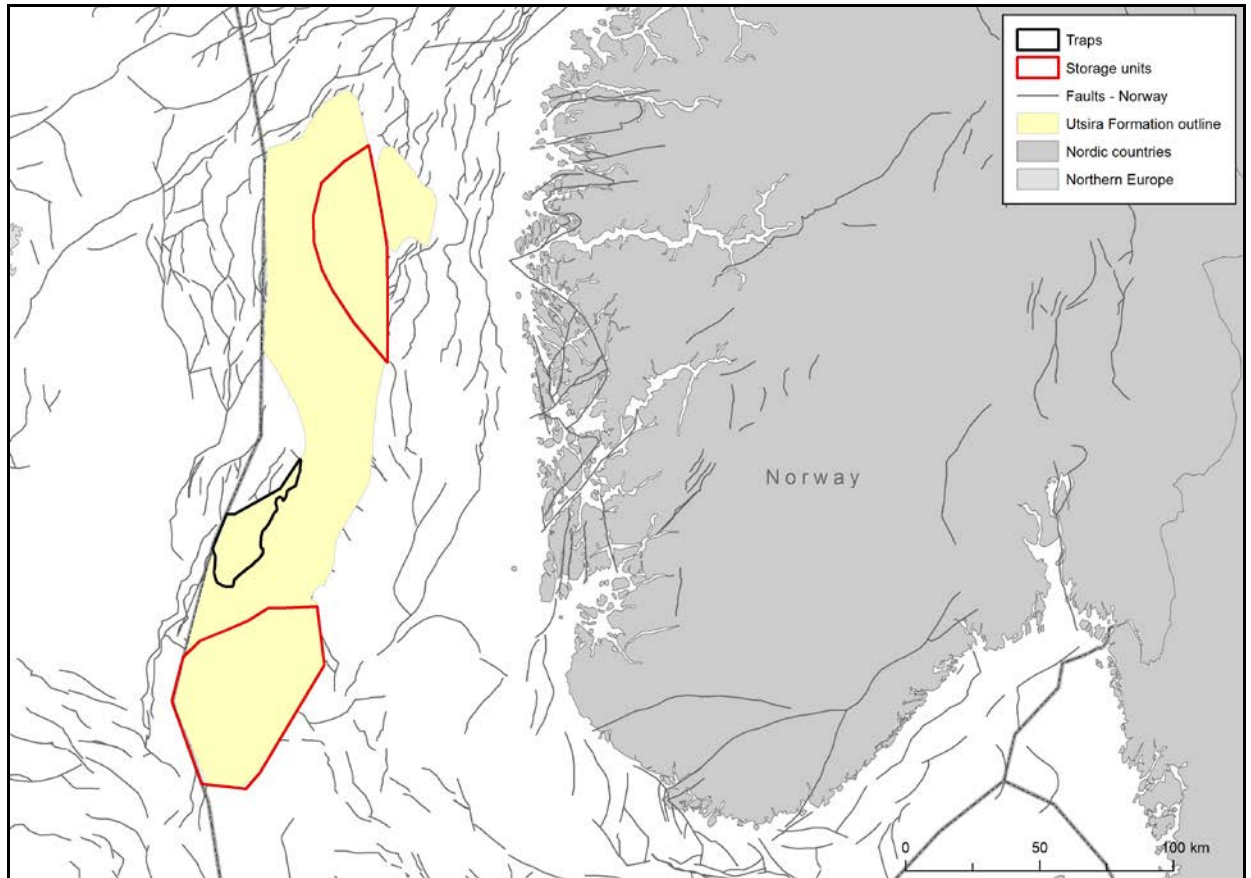 Traps
Storage units
Faults - Norway
Utsira Formation outline
Nordic countries
Northern Europe
Norway
0 50 100 km